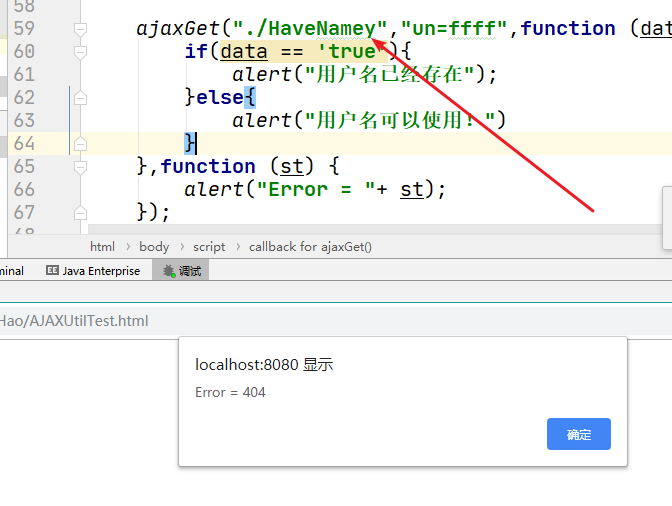 58
59 ajaxGet("./HaveNamey","un=ffff",function (dat
60 if(data == 'true'){
61 alert("用户名已经存在");
62 }else{
63 alert("用户名可以使用！")
64 }
65 },function (st) {
66 alert("Error = "+ st);
67 });
68
html › body › script › callback for ajaxGet()
minal EE Java Enterprise 调试
Hao/AJAXUtilTest.html
localhost:8080 显示
Error = 404
确定